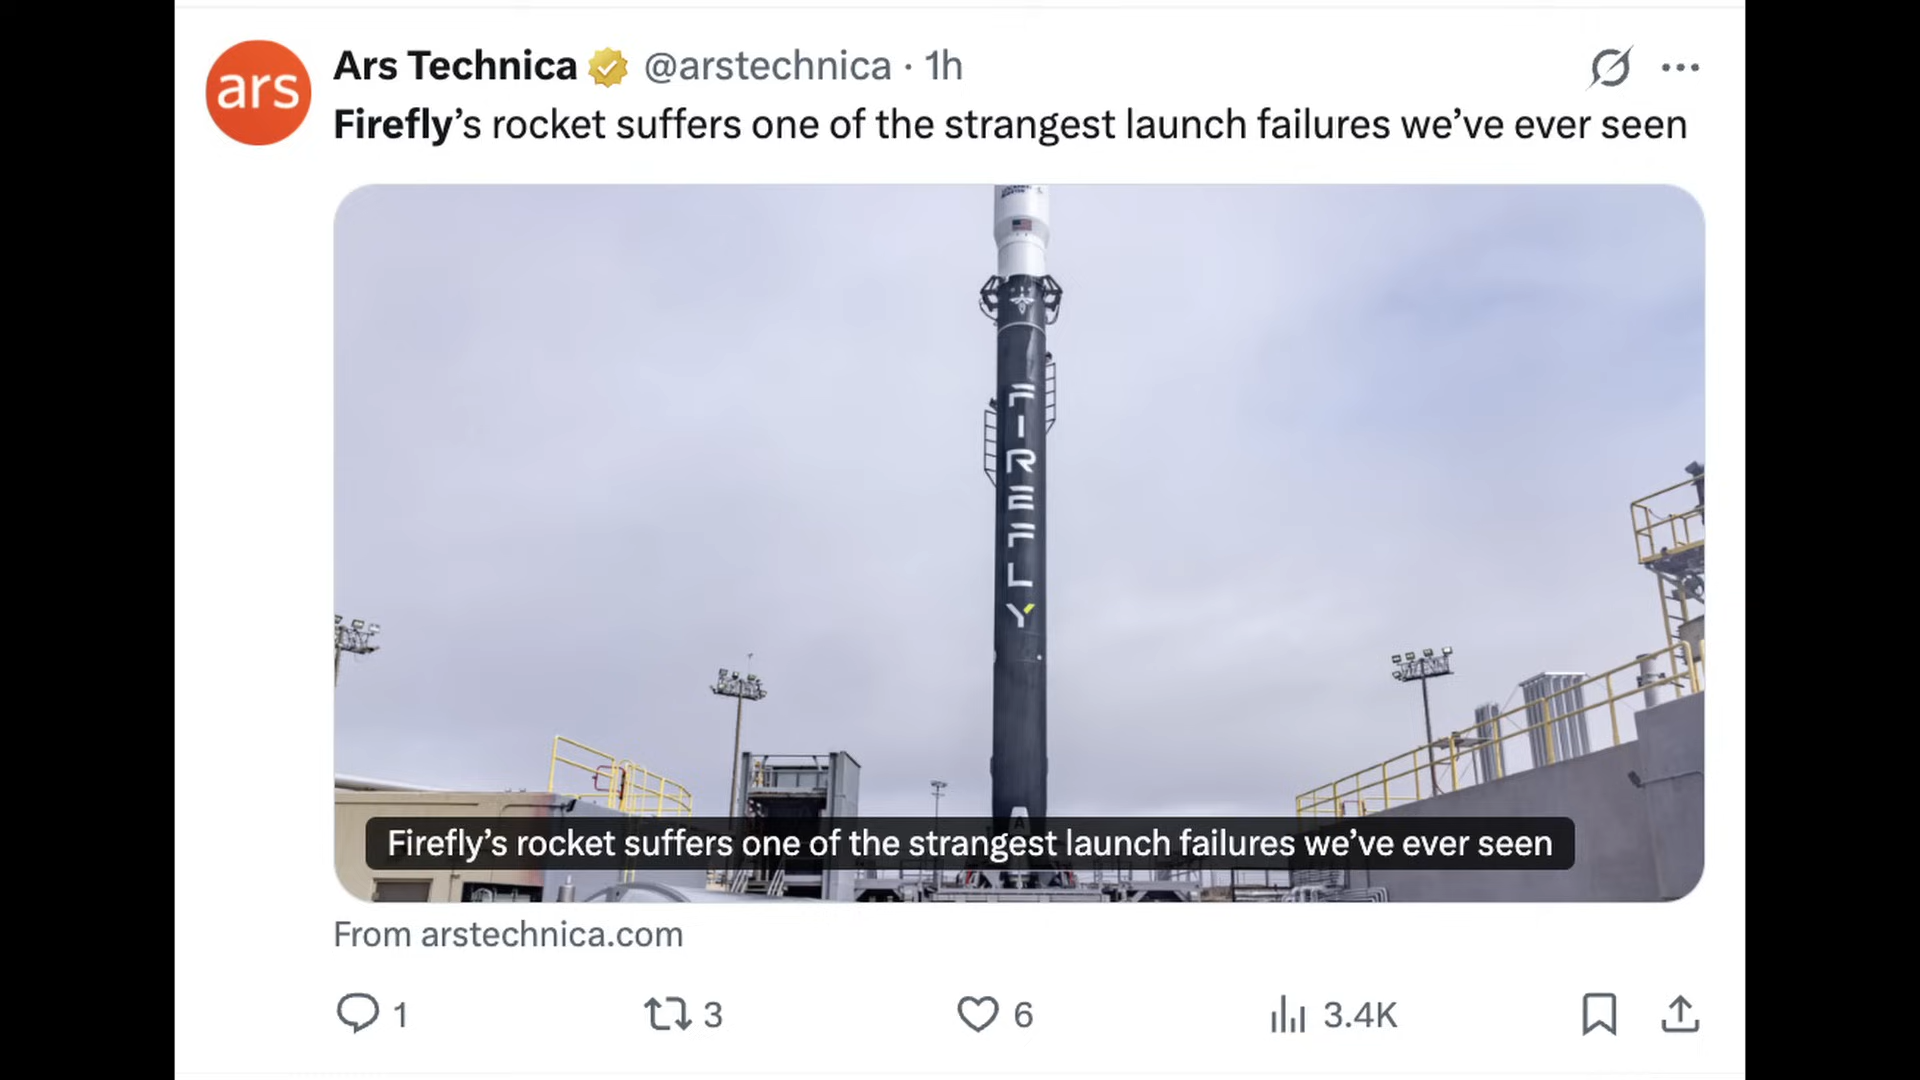 ars
Ars Technica @arstechnica · 1h
Firefly’s rocket suffers one of the strangest launch failures we’ve ever seen
FIREFLY
A
Firefly’s rocket suffers one of the strangest launch failures we’ve ever seen
From arstechnica.com
1 3 6 3.4K